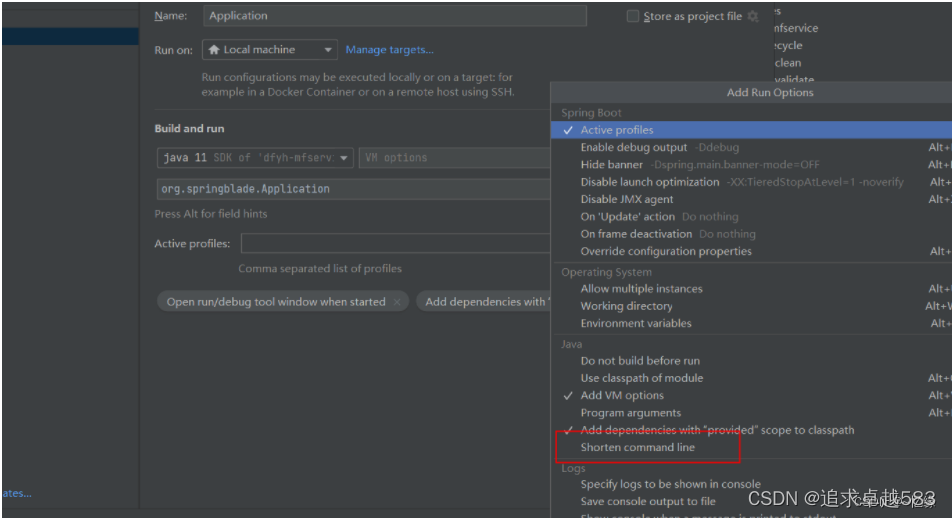 Name: Application
Store as project file
Run on: Local machine Manage targets...
Run configurations may be executed locally or on a target: for
example in a Docker Container or on a remote host using SSH.
Build and run
java 11 SDK of 'dfyh-mfserv: VM options
org.springblade.Application
Press Alt for field hints
Active profiles:
Comma separated list of profiles
Open run/debug tool window when started × Add dependencies with "
ates...
es
mfservice
ecycle
clean
validate
Add Run Options
Spring Boot
✓ Active profiles
Enable debug output -Ddebug Alt+
Hide banner -Dspring.main.banner-mode=OFF Alt+
Disable launch optimization -XX:TieredStopAtLevel=1 -noverify Alt+
Disable JMX agent Alt+
On 'Update' action Do nothing
On frame deactivation Do nothing
Override configuration properties Alt+
Operating System
Allow multiple instances Alt+
Working directory Alt+W
Environment variables Alt+
Java
Do not build before run
Use classpath of module Alt+
✓ Add VM options Alt+
Program arguments Alt+
✓ Add dependencies with "provided" scope to classpath
Shorten command line
Logs
Specify logs to be shown in console
Save console output to file
Show console when a message is printed to stdout
CSDN @追求卓越583